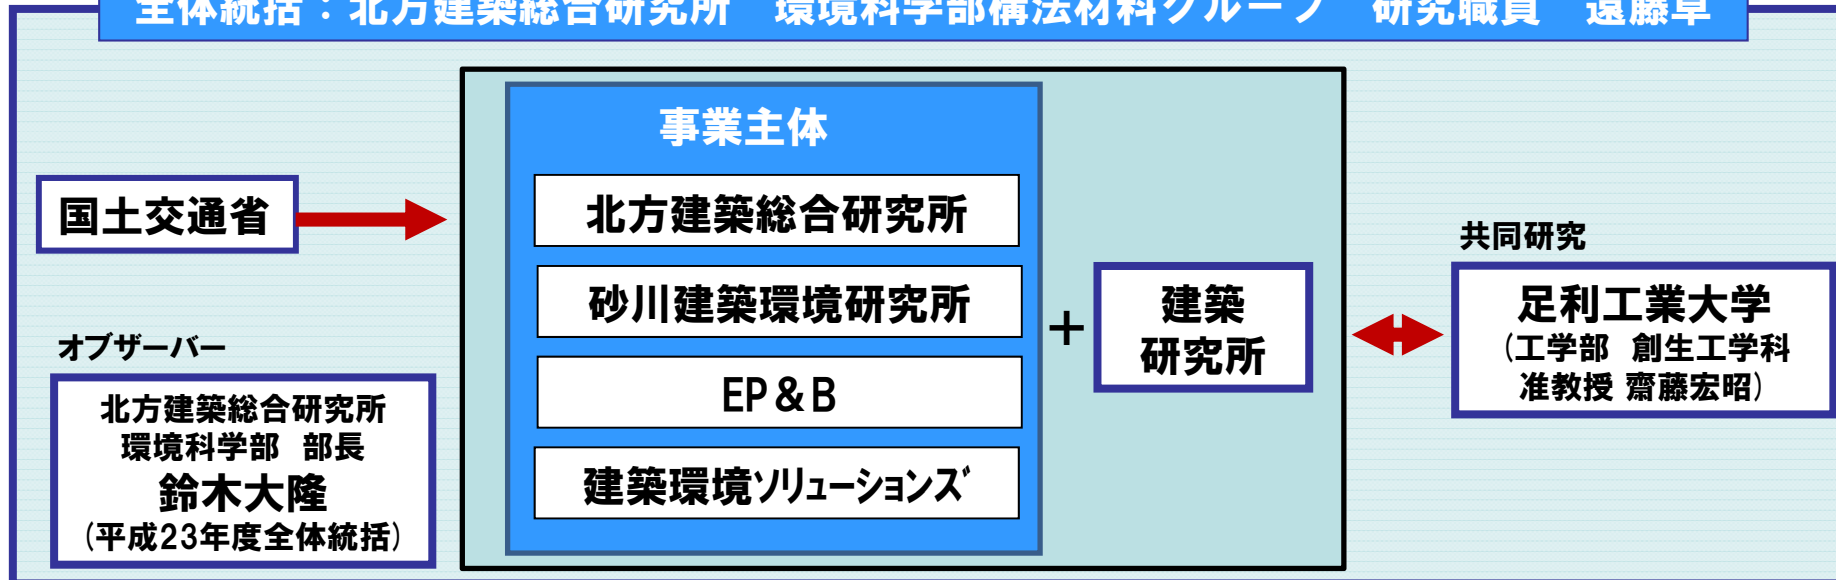 全体統括：北方建築総合研究所　環境科学部構法材料グループ　研究職員　遠藤卓
事業主体
北方建築総合研究所
砂川建築環境研究所
EP＆B
建築環境ｿﾘｭｰｼｮﾝｽﾞ
国土交通省
＋
建築
研究所
共同研究
足利工業大学
（工学部　創生工学科
准教授 齋藤宏昭）
オブザーバー
北方建築総合研究所
環境科学部　部長
鈴木大隆
（平成23年度全体統括）